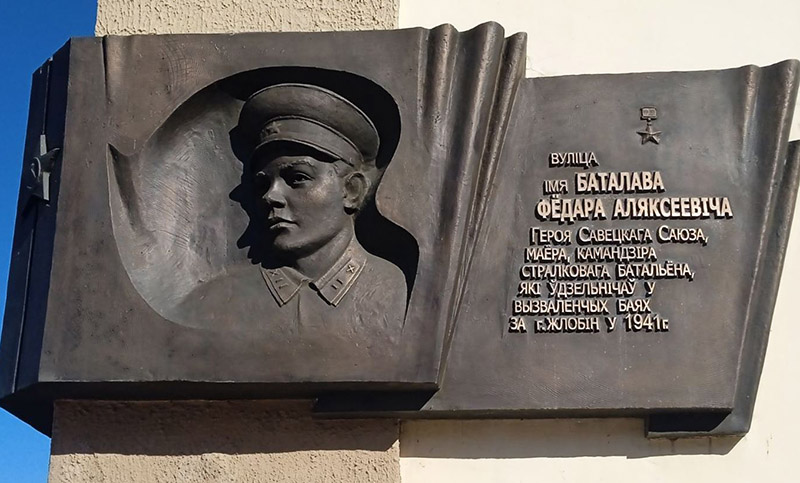 ВУЛІЦА
ІМЯ БАТАЛАВА
ФЁДАРА АЛЯКСЕЕВІЧА
ГЕРОЯ САВЕЦКАГА САЮЗА,
МАЁРА, КАМАНДЗІРА
СТРАЛКОВАГА БАТАЛЬЁНА,
ЯКІ ЎДЗЕЛЬНІЧАЎ У
ВЫЗВАЛЕНЧЫХ БАЯХ
ЗА г.ЖЛОБІН У 1941г.